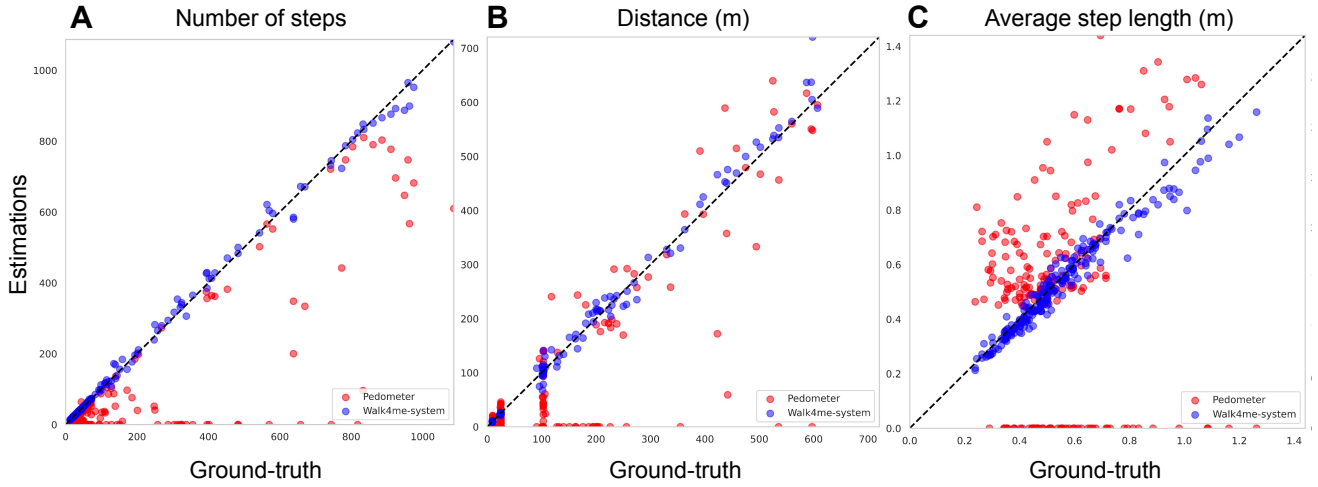 A Number of steps
B Distance (m)
C Average step length (m)
Estimations
1000
800
600
400
200
0
0 200 400 600 800 1000
Pedometer
Walk4me-system
Ground-truth
700
600
500
400
300
200
100
0
0 100 200 300 400 500 600 700
Pedometer
Walk4me-system
Ground-truth
1.4
1.2
1.0
0.8
0.6
0.4
0.2
0.0
0.0 0.2 0.4 0.6 0.8 1.0 1.2 1.4
Pedometer
Walk4me-system
Ground-truth